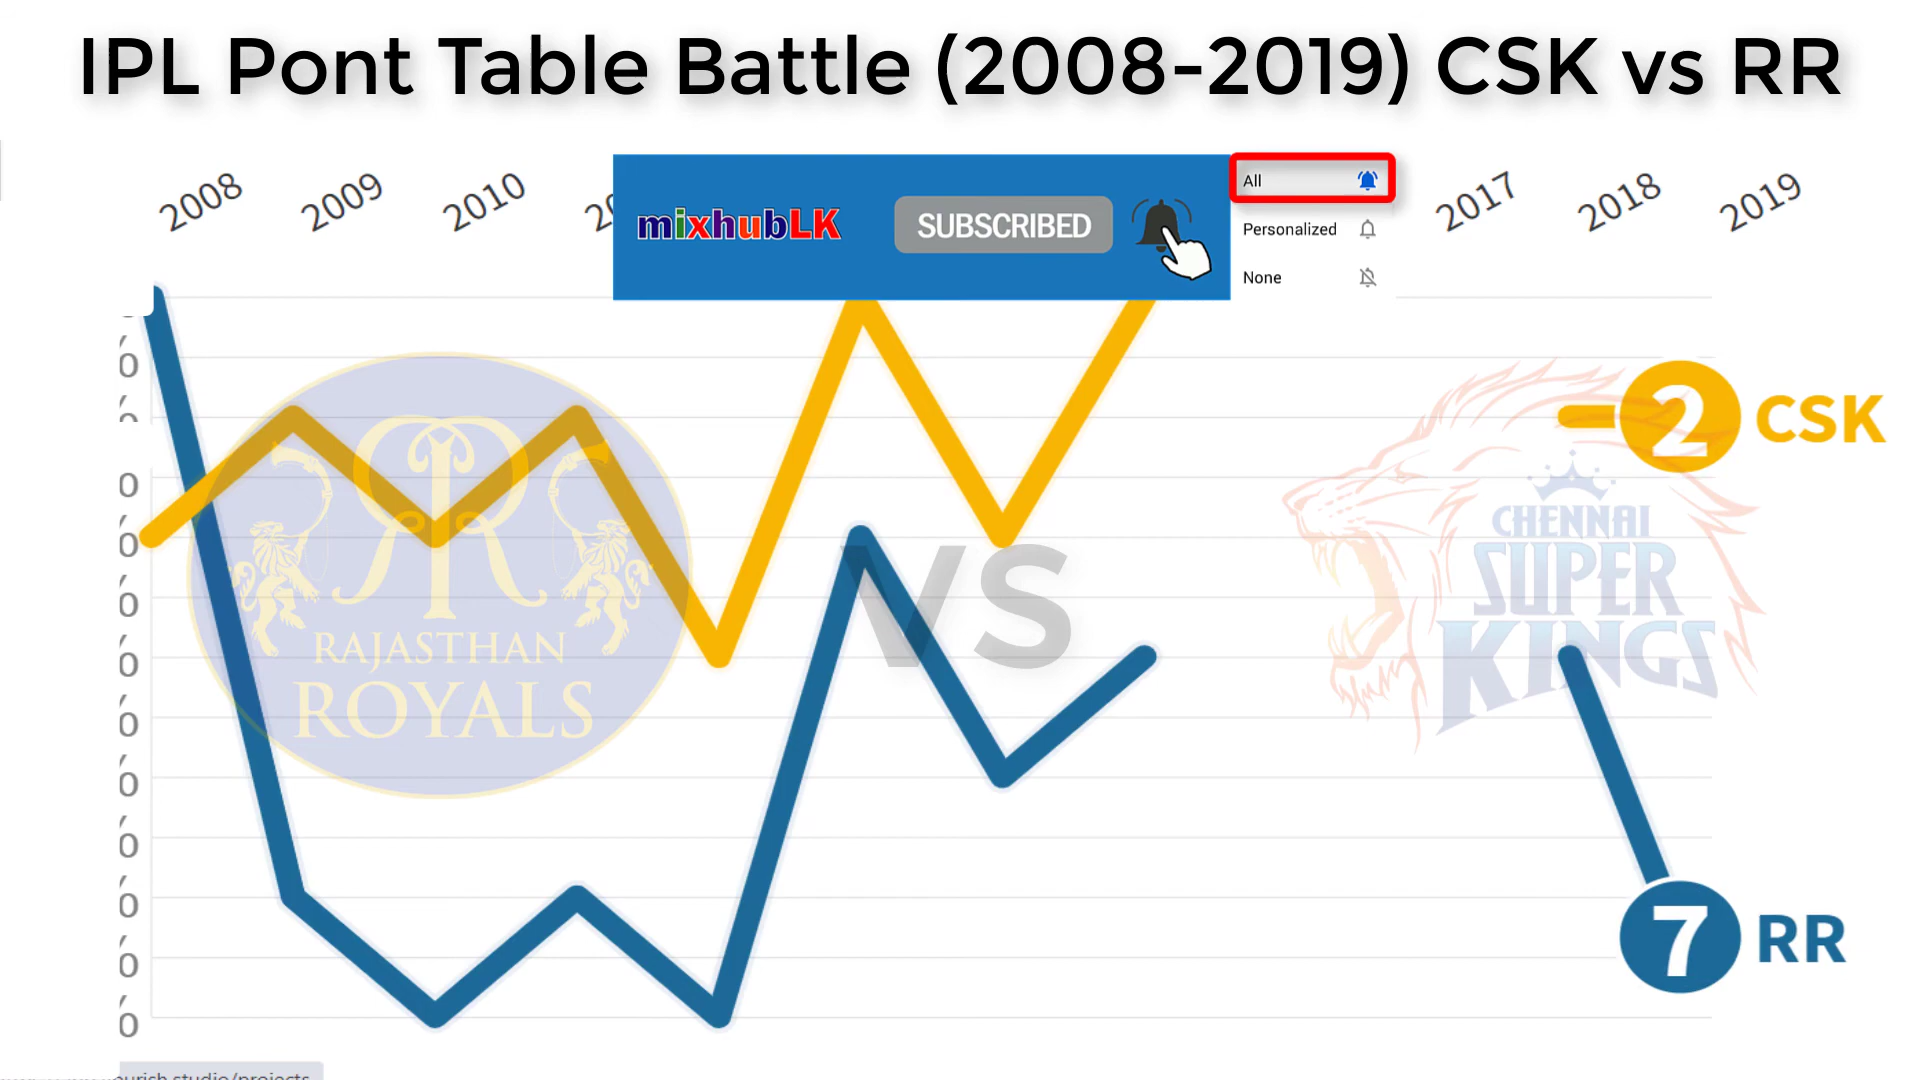 IPL Pont Table Battle (2008-2019) CSK vs RR
2008
2009
2010
2017
2018
2019
mixhubLK
SUBSCRIBED
All
Personalized
None
2 CSK
RR
RAJASTHAN
ROYALS
VS
CHENNAI
SUPER
KINGS
7 RR